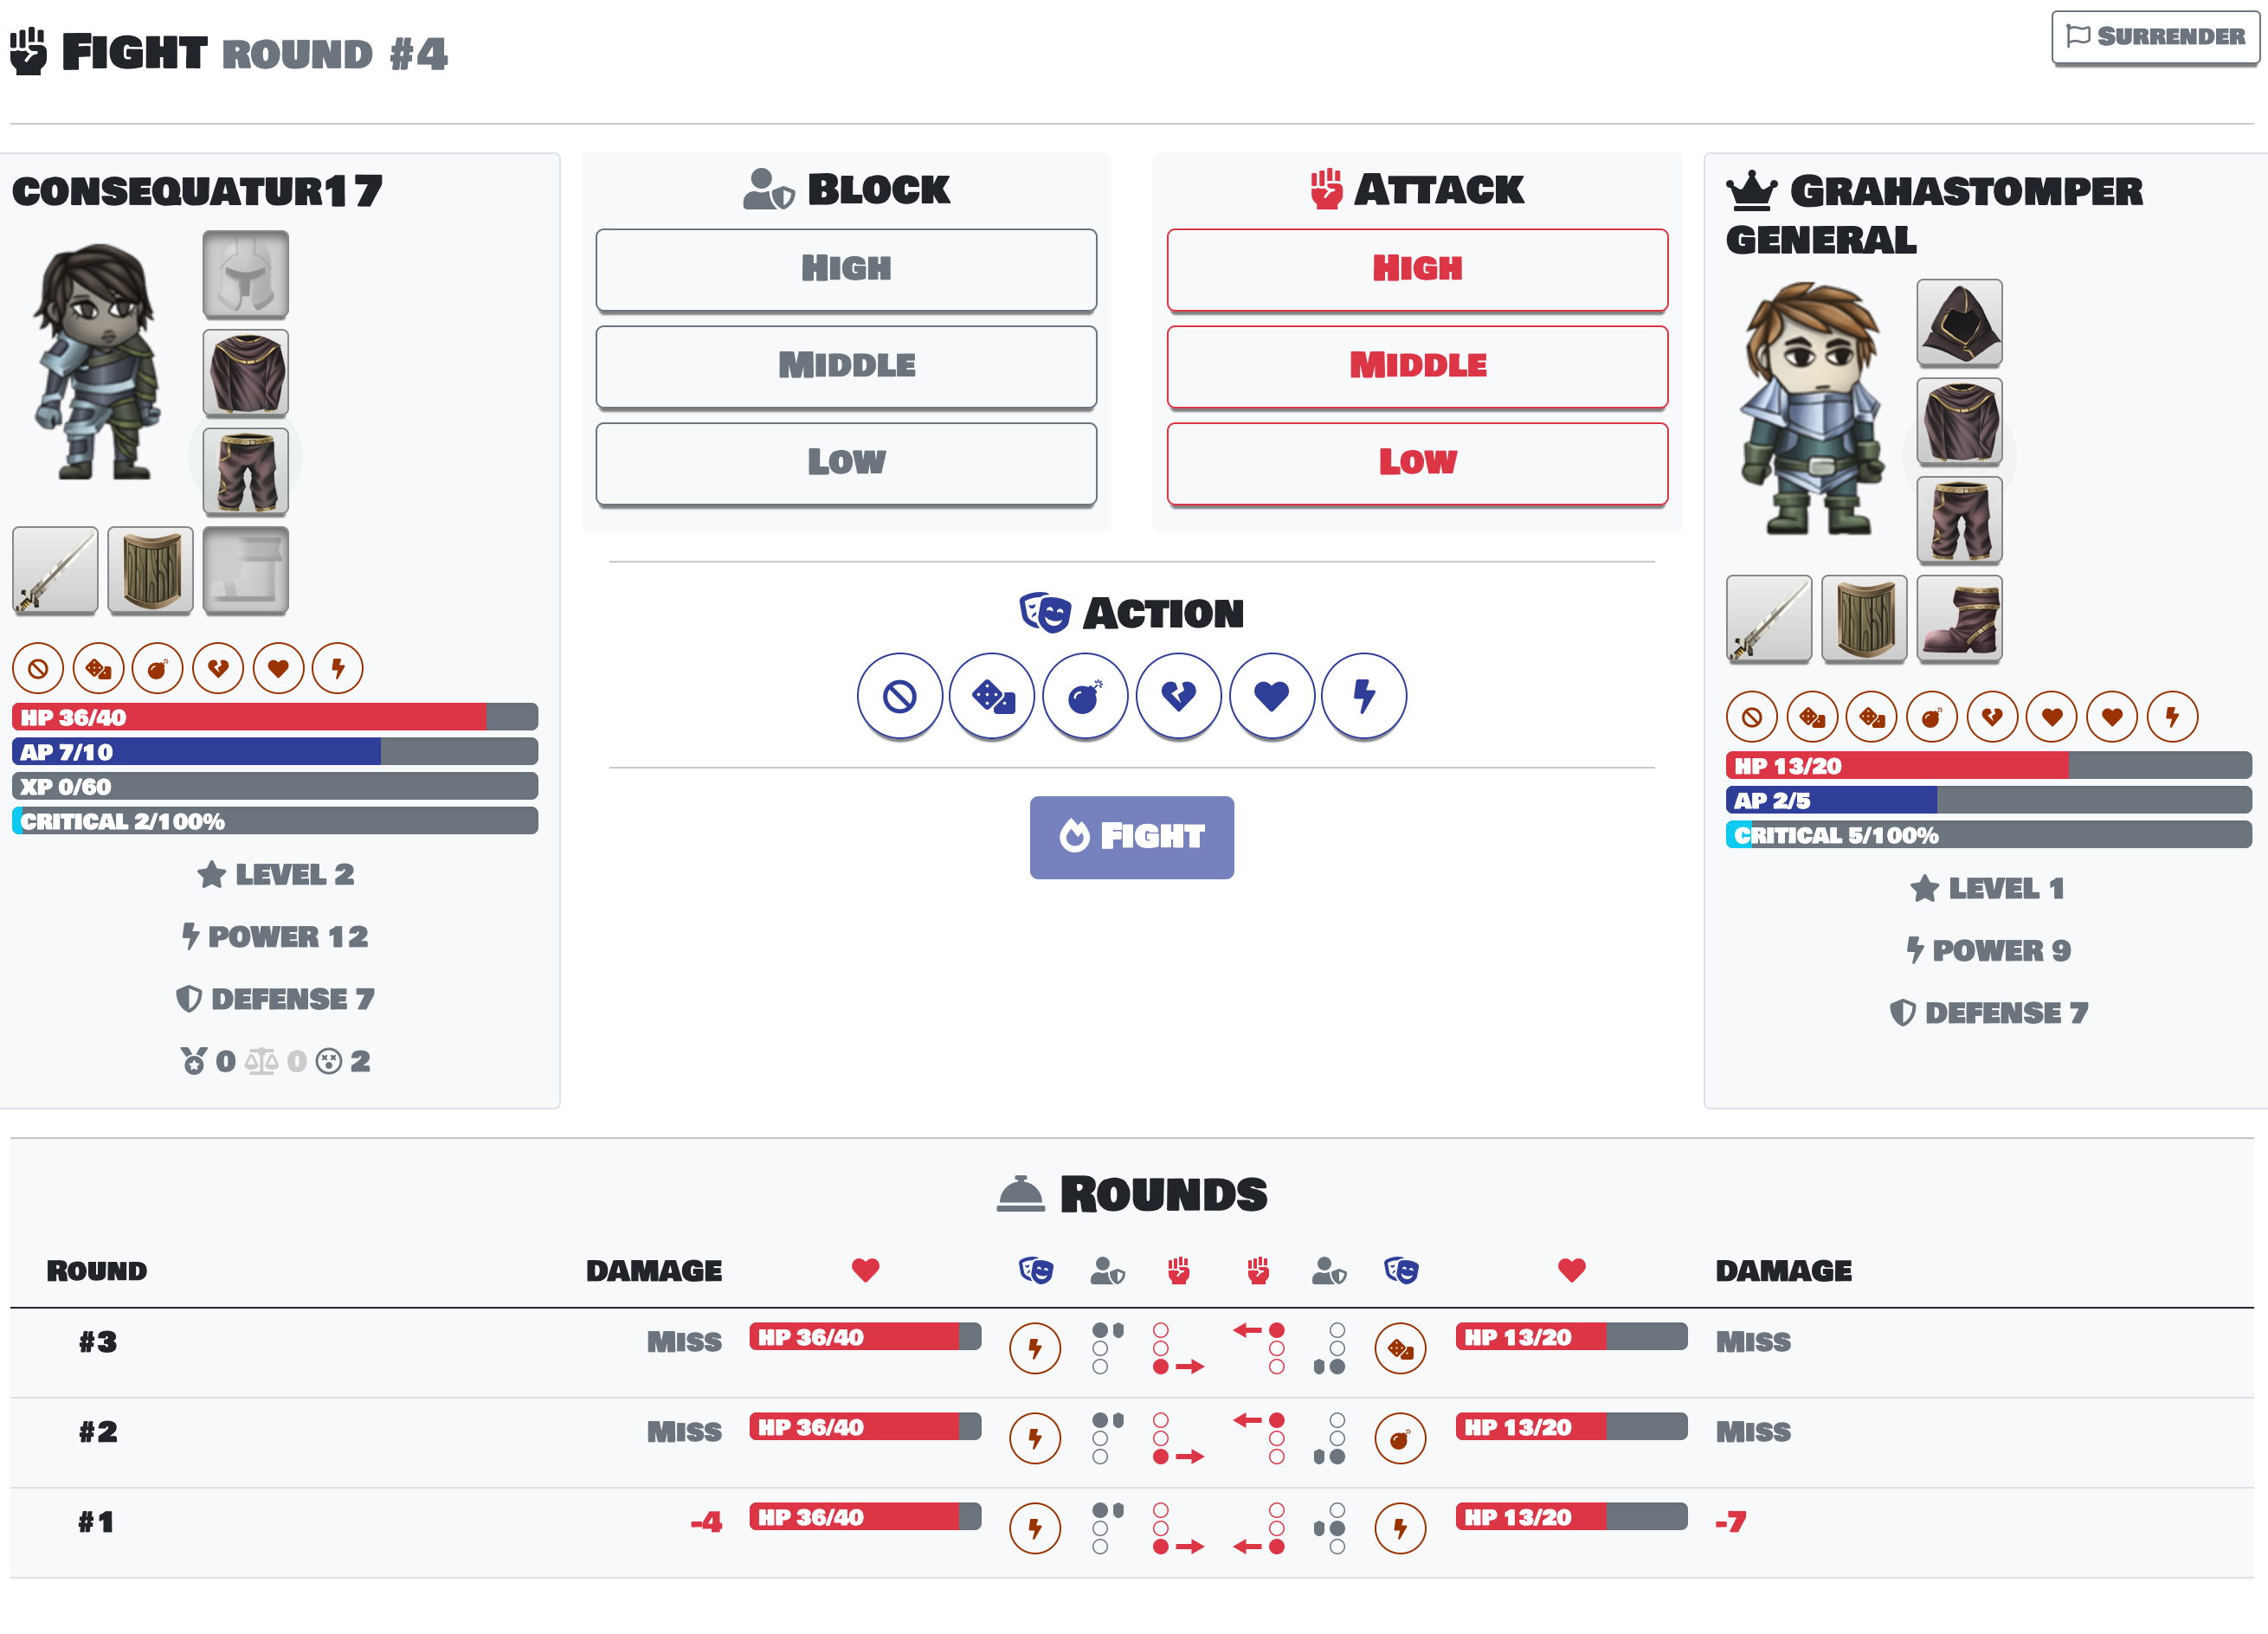 FIGHT ROUND #4
SURRENDER
CONSEQUATUR17
HP 36/40
AP 7/10
XP 0/60
CRITICAL 2/100%
LEVEL 2
POWER 12
DEFENSE 7
0 0 2
BLOCK
HIGH
MIDDLE
LOW
ATTACK
HIGH
MIDDLE
LOW
ACTION
FIGHT
GRAHASTOMPER
GENERAL
HP 13/20
AP 2/5
CRITICAL 5/100%
LEVEL 1
POWER 9
DEFENSE 7
ROUNDS
ROUND DAMAGE DAMAGE
#3 MISS HP 36/40 HP 13/20 MISS
#2 MISS HP 36/40 HP 13/20 MISS
#1 -4 HP 36/40 HP 13/20 -7